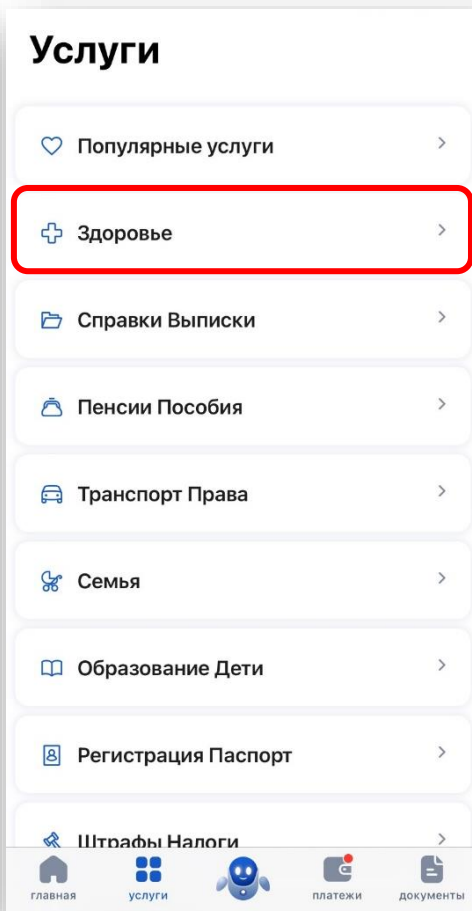 Услуги
Популярные услуги
Здоровье
Справки Выписки
Пенсии Пособия
Транспорт Права
Семья
Образование Дети
Регистрация Паспорт
Штрафы Налоги
главная
услуги
платежи
документы